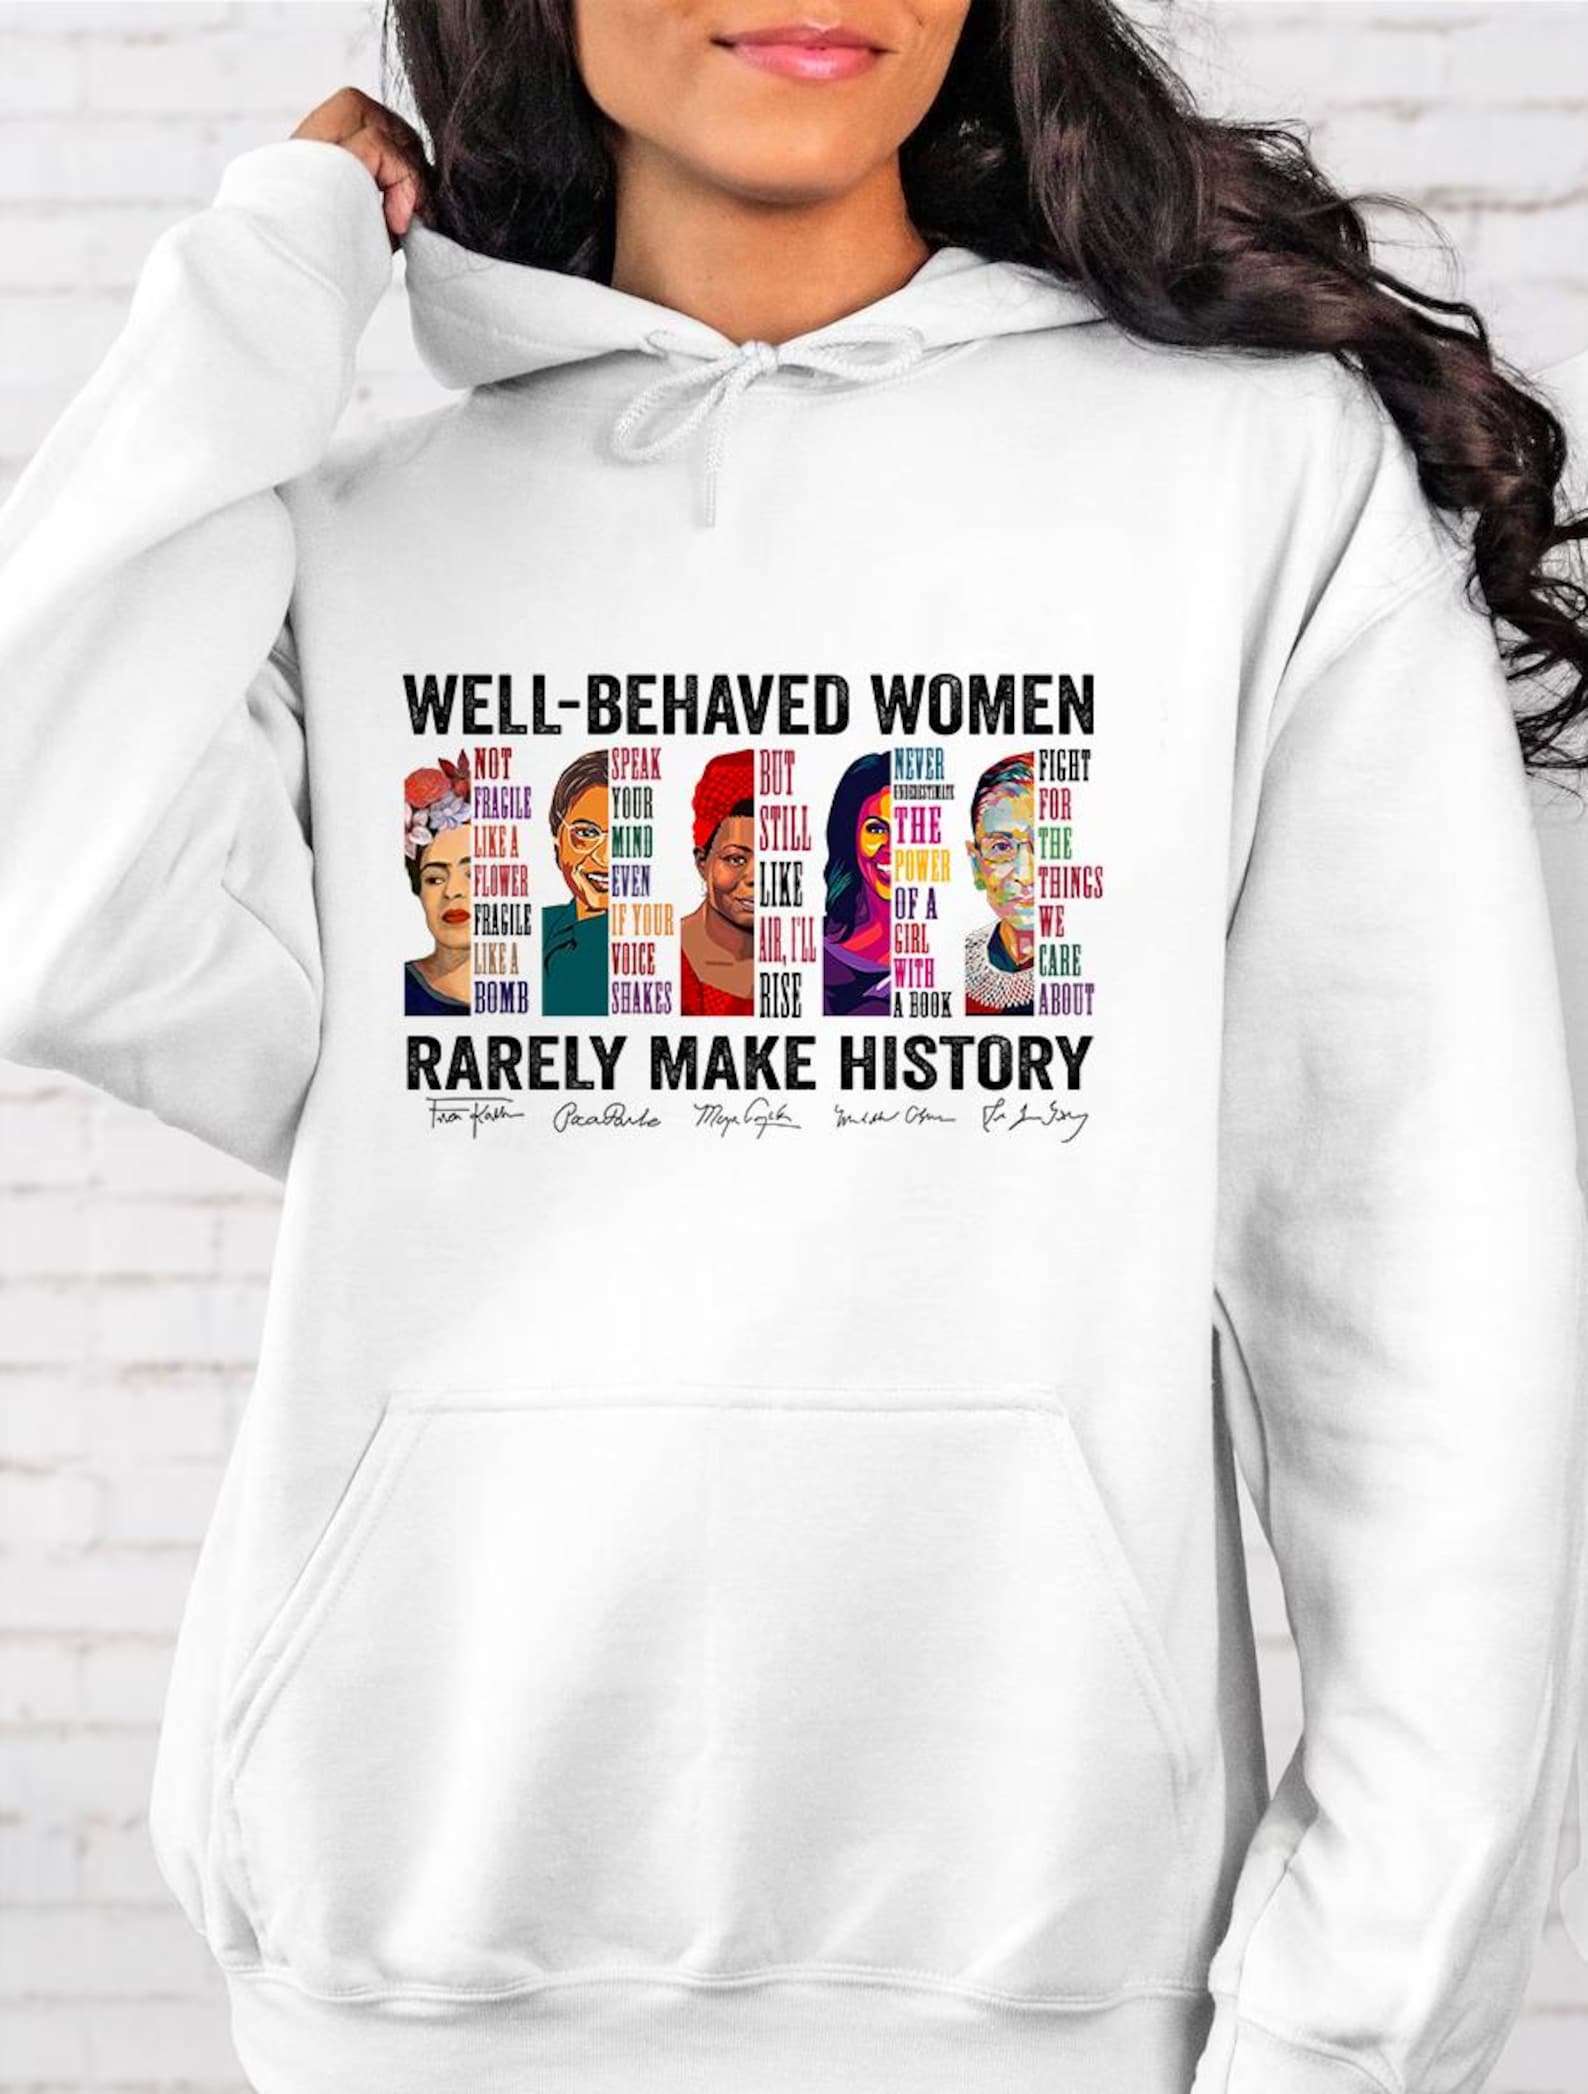 WELL-BEHAVED WOMEN
NOT
FRAGILE
LIKE A
FLOWER
FRAGILE
LIKE A
BOMB
SPEAK
YOUR
MIND
EVEN
IF YOUR
VOICE
SHAKES
BUT
STILL
LIKE
AIR, I'LL
RISE
NEVER
UNDERESTIMATE
THE
POWER
OF A
GIRL
WITH
A BOOK
FIGHT
FOR
THE
THINGS
WE
CARE
ABOUT
RARELY MAKE HISTORY